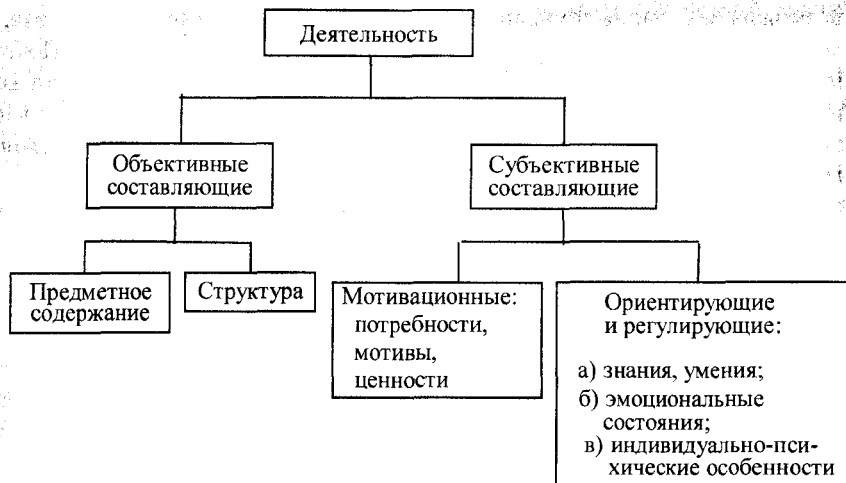 Деятельность
Объективные
составляющие
Субъективные
составляющие
Предметное
содержание
Структура
Мотивационные:
потребности,
мотивы,
ценности
Ориентирующие
и регулирующие:
а) знания, умения;
б) эмоциональные
состояния;
в) индивидуально-пси-
хические особенности